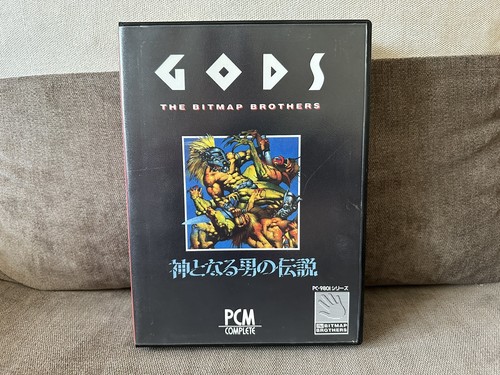 GODS
THE BITMAP BROTHERS
神となる男の伝説
PC-9801シリーズ
PCM
COMPLETE
The BITMAP
BROTHERS